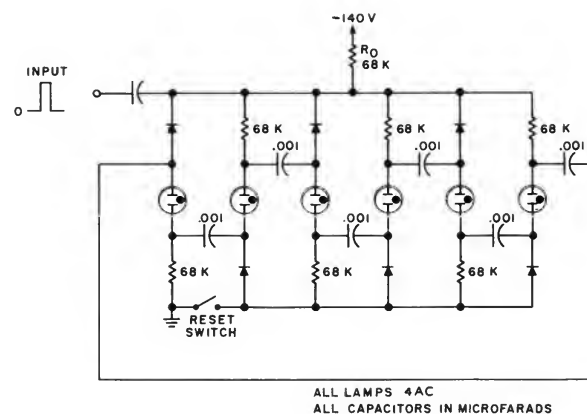 -140V
R0
68 K
INPUT
0
68 K
.001
68 K
.001
68 K
.001
.001
.001
.001
68 K
68 K
68 K
RESET
SWITCH
ALL LAMPS 4AC
ALL CAPACITORS IN MICROFARADS